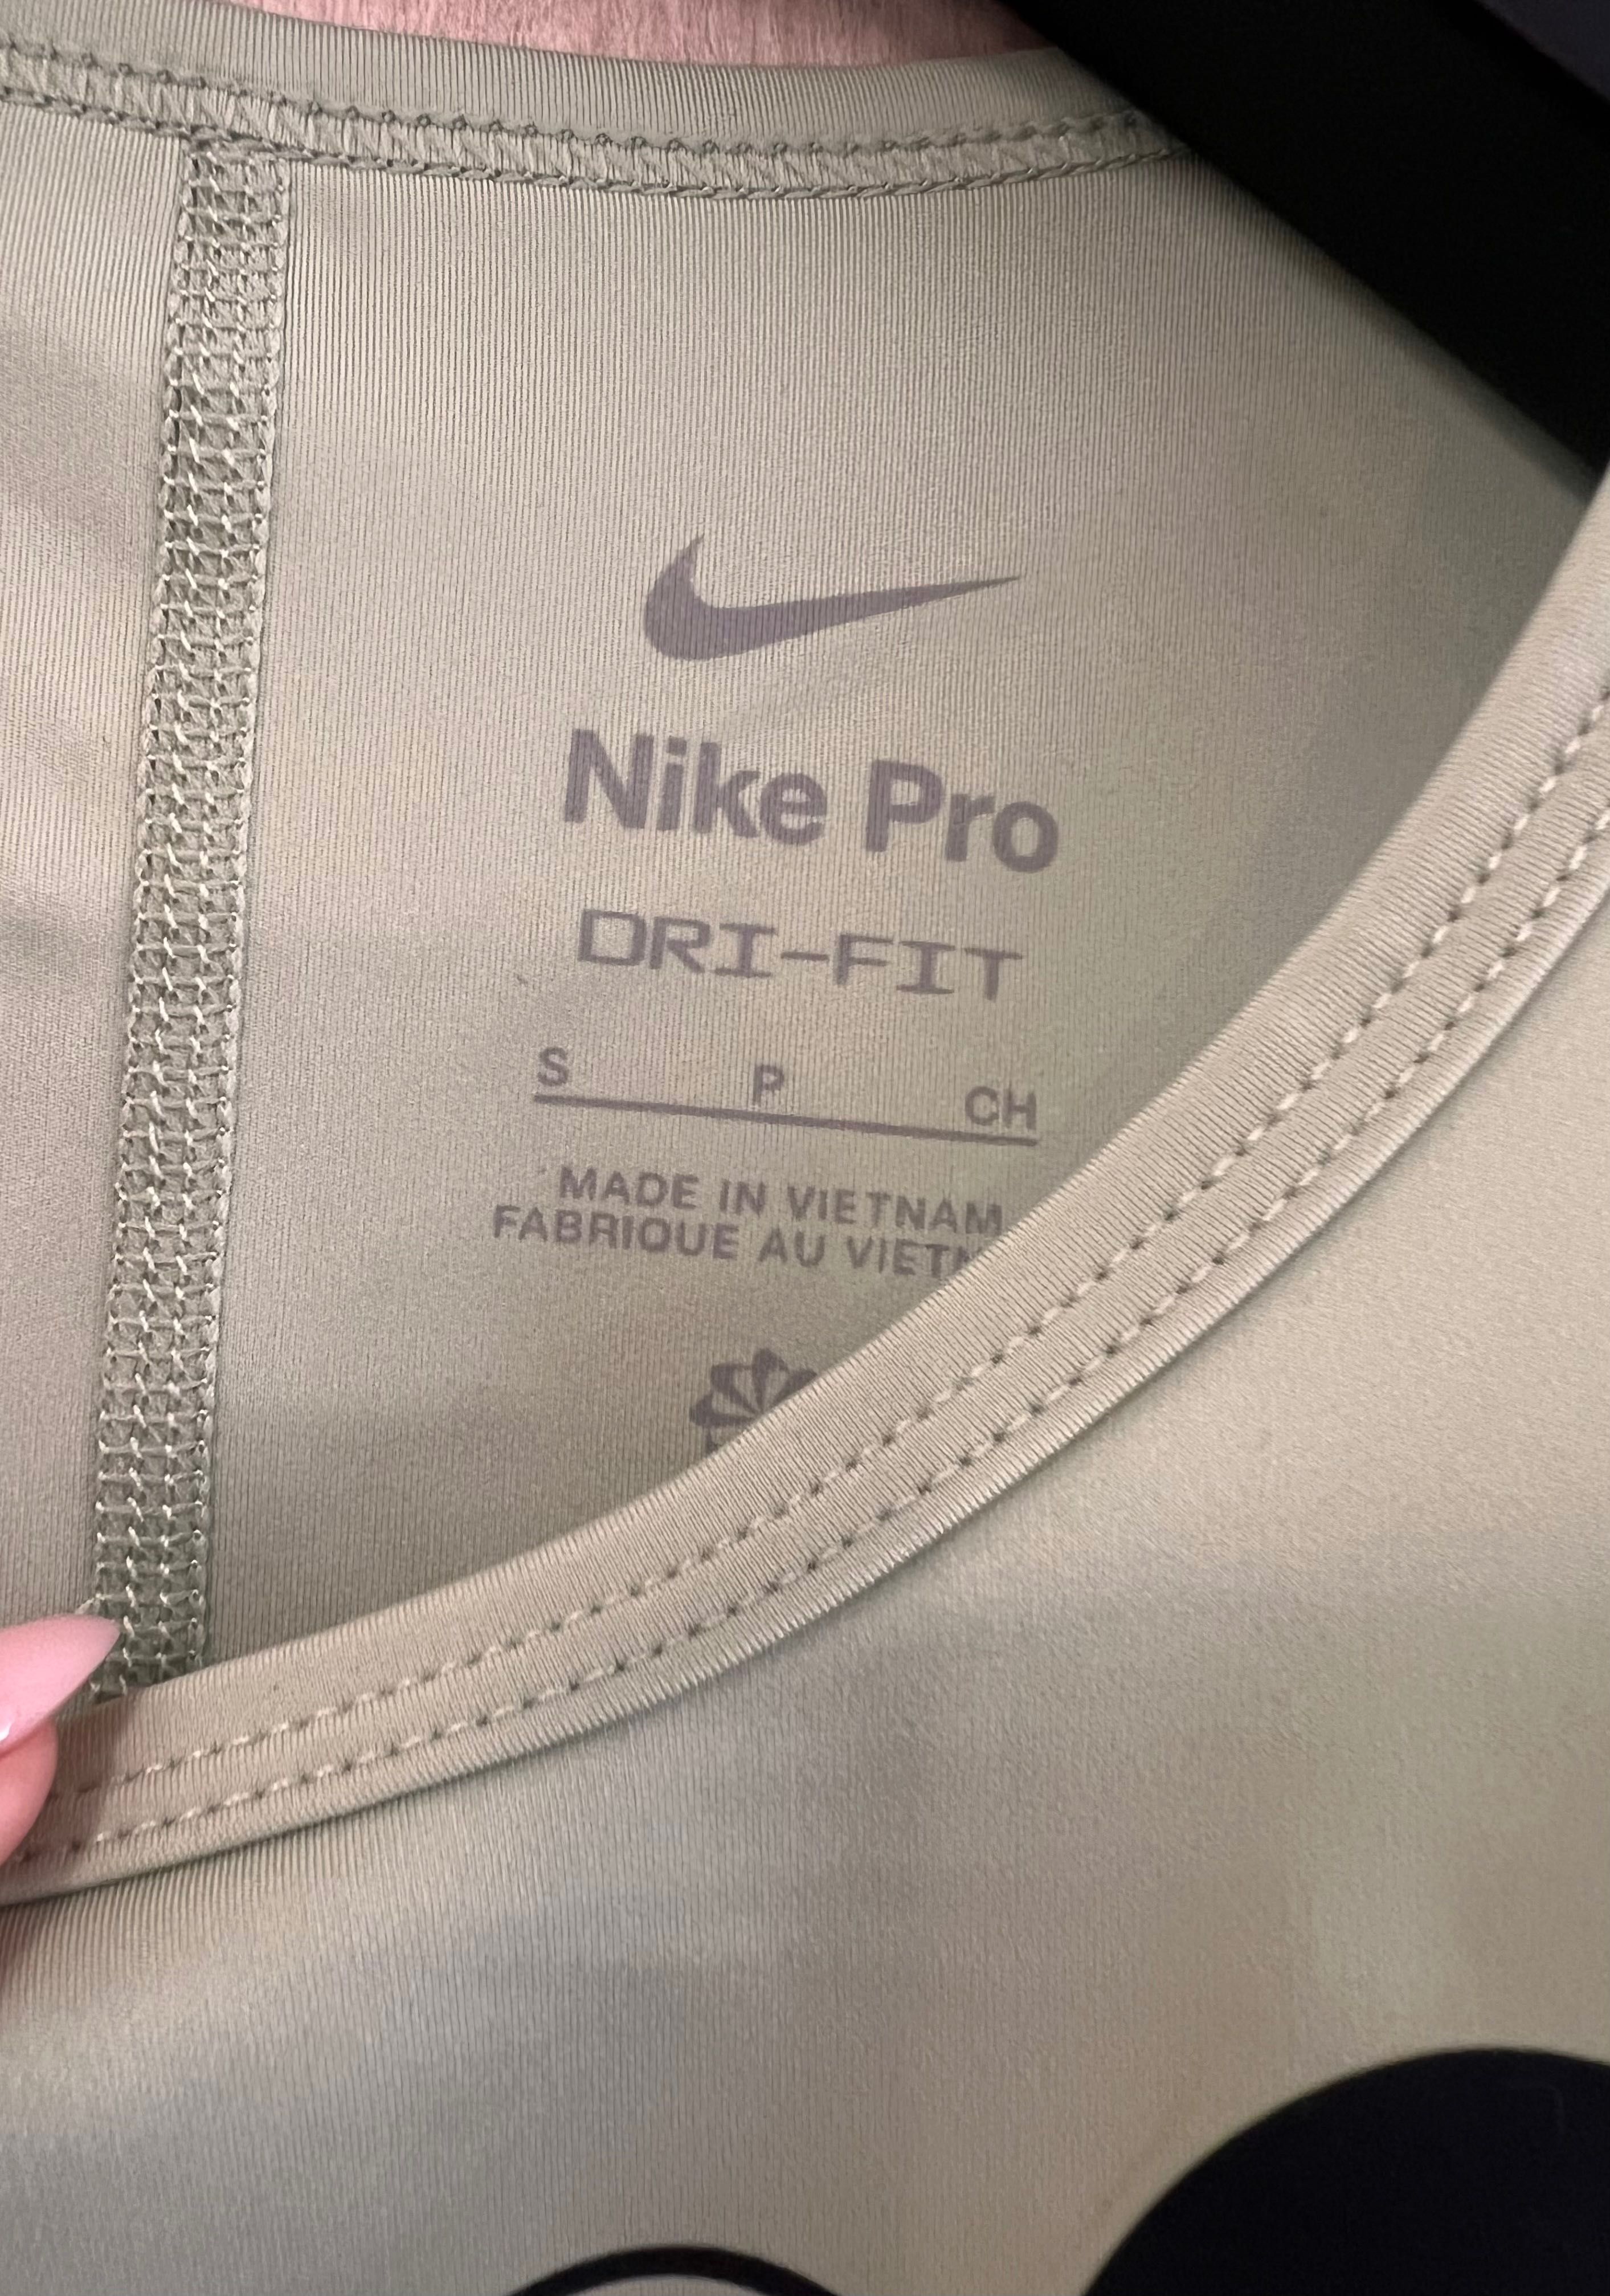 Nike Pro
DRI-FIT
S P CH
MADE IN VIETNAM
FABRIQUE AU